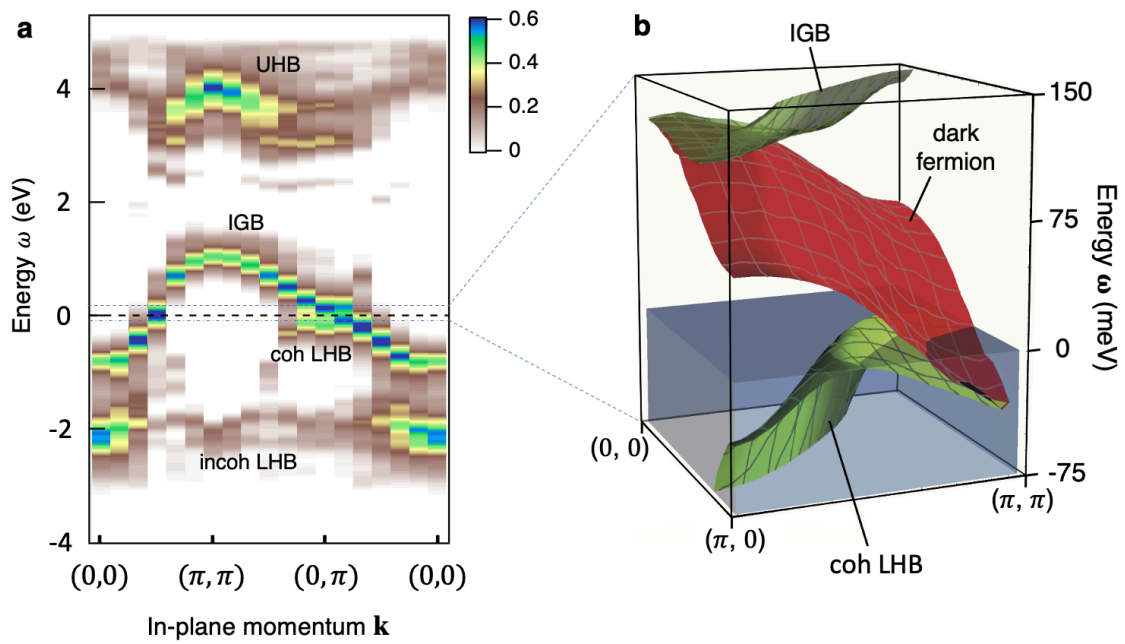 a
UHB
IGB
coh LHB
incoh LHB
Energy ω (eV)
4
2
0
-2
-4
(0,0)
(π, π)
(0, π)
(0,0)
In-plane momentum k
0.6
0.4
0.2
0
b
IGB
dark
fermion
150
75
0
-75
Energy ω (meV)
(0, 0)
(π, 0)
(π, π)
coh LHB